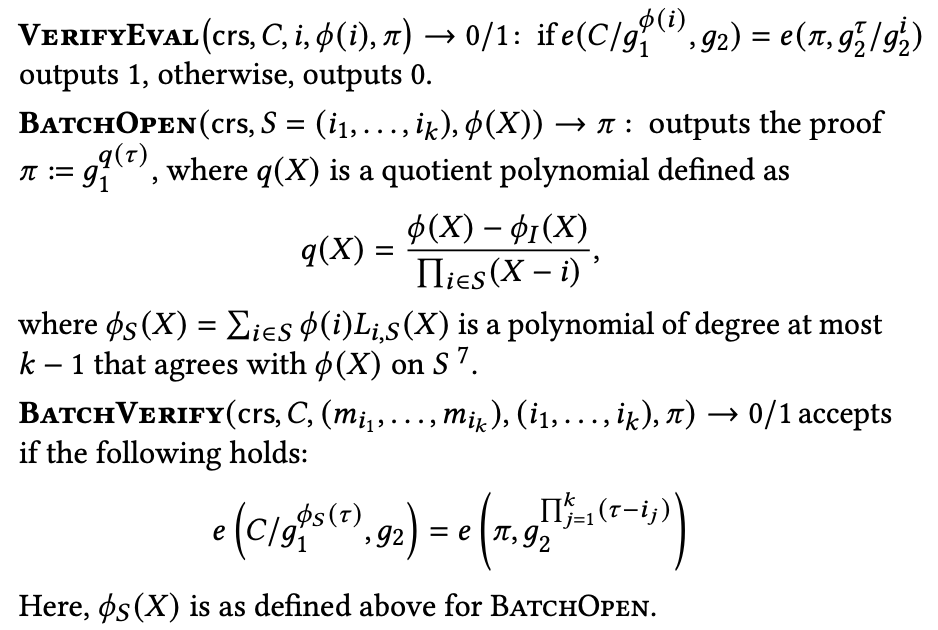 VERIFYEVAL(crs, C, i, ϕ(i), π) → 0/1: if e(C/g_1^{ϕ(i)}, g_2) = e(π, g_2^τ/g_2^i)
outputs 1, otherwise, outputs 0.
BATCHOPEN(crs, S = (i_1, . . . , i_k), ϕ(X)) → π : outputs the proof
π := g_1^{q(τ)}, where q(X) is a quotient polynomial defined as
q(X) = \frac{ϕ(X) − ϕ_I(X)}{∏_{i∈S}(X − i)},
where ϕ_S(X) = ∑_{i∈S} ϕ(i)L_{i,S}(X) is a polynomial of degree at most
k − 1 that agrees with ϕ(X) on S ^7.
BATCHVERIFY(crs, C, (m_{i_1}, . . . , m_{i_k}), (i_1, . . . , i_k), π) → 0/1 accepts
if the following holds:
e (C/g_1^{ϕ_S(τ)}, g_2) = e (π, g_2^{∏_{j=1}^k(τ−i_j)})
Here, ϕ_S(X) is as defined above for BATCHOPEN.